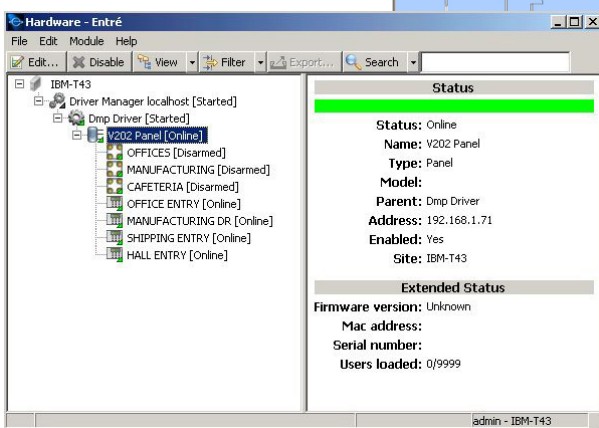 Hardware - Entré
File Edit Module Help
Edit... Disable View Filter Export... Search
IBM-T43
Driver Manager localhost [Started]
Dmp Driver [Started]
V202 Panel [Online]
OFFICES [Disarmed]
MANUFACTURING [Disarmed]
CAFETERIA [Disarmed]
OFFICE ENTRY [Online]
MANUFACTURING DR [Online]
SHIPPING ENTRY [Online]
HALL ENTRY [Online]
Status
Status: Online
Name: V202 Panel
Type: Panel
Model:
Parent: Dmp Driver
Address: 192.168.1.71
Enabled: Yes
Site: IBM-T43
Extended Status
Firmware version: Unknown
Mac address:
Serial number:
Users loaded: 0/9999
admin - IBM-T43